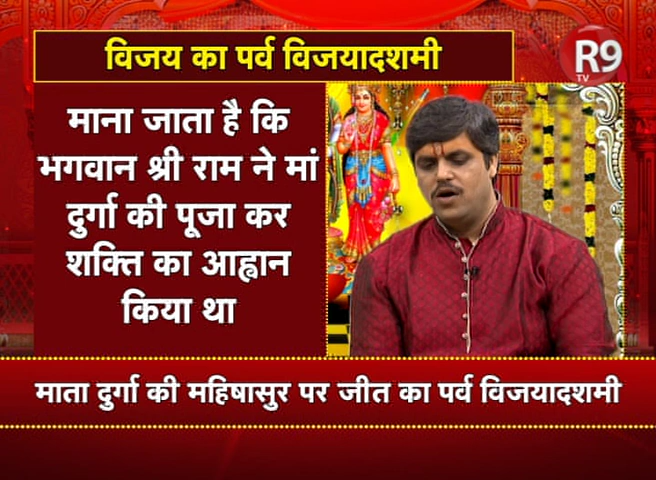 विजय का पर्व विजयादशमी
R9
TV
माना जाता है कि
भगवान श्री राम ने मां
दुर्गा की पूजा कर
शक्ति का आह्वान
किया था
माता दुर्गा की महिषासुर पर जीत का पर्व विजयादशमी